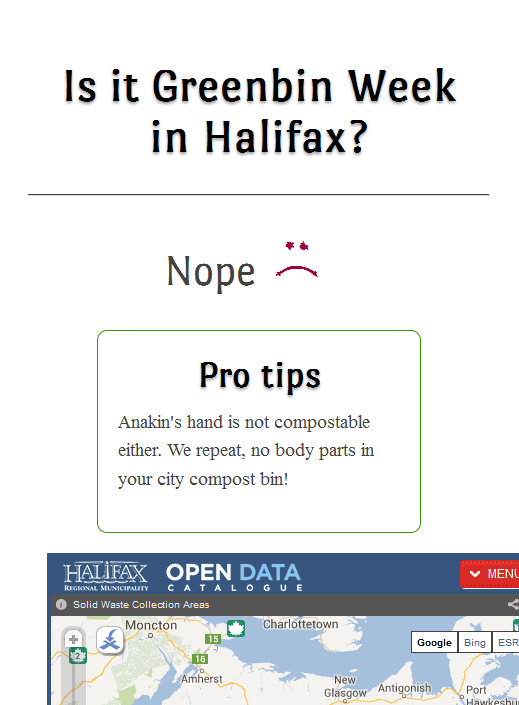 Is it Greenbin Week
in Halifax?
Nope
Pro tips
Anakin's hand is not compostable
either. We repeat, no body parts in
your city compost bin!
HALIFAX
REGIONAL MUNICIPALITY
OPEN DATA
CATALOGUE
MENU
Solid Waste Collection Areas
Moncton
Charlottetown
15
2
Google
Bing
ESR
16
Amherst
New
Glasgow
Antigonish
Port
Hawkesbu